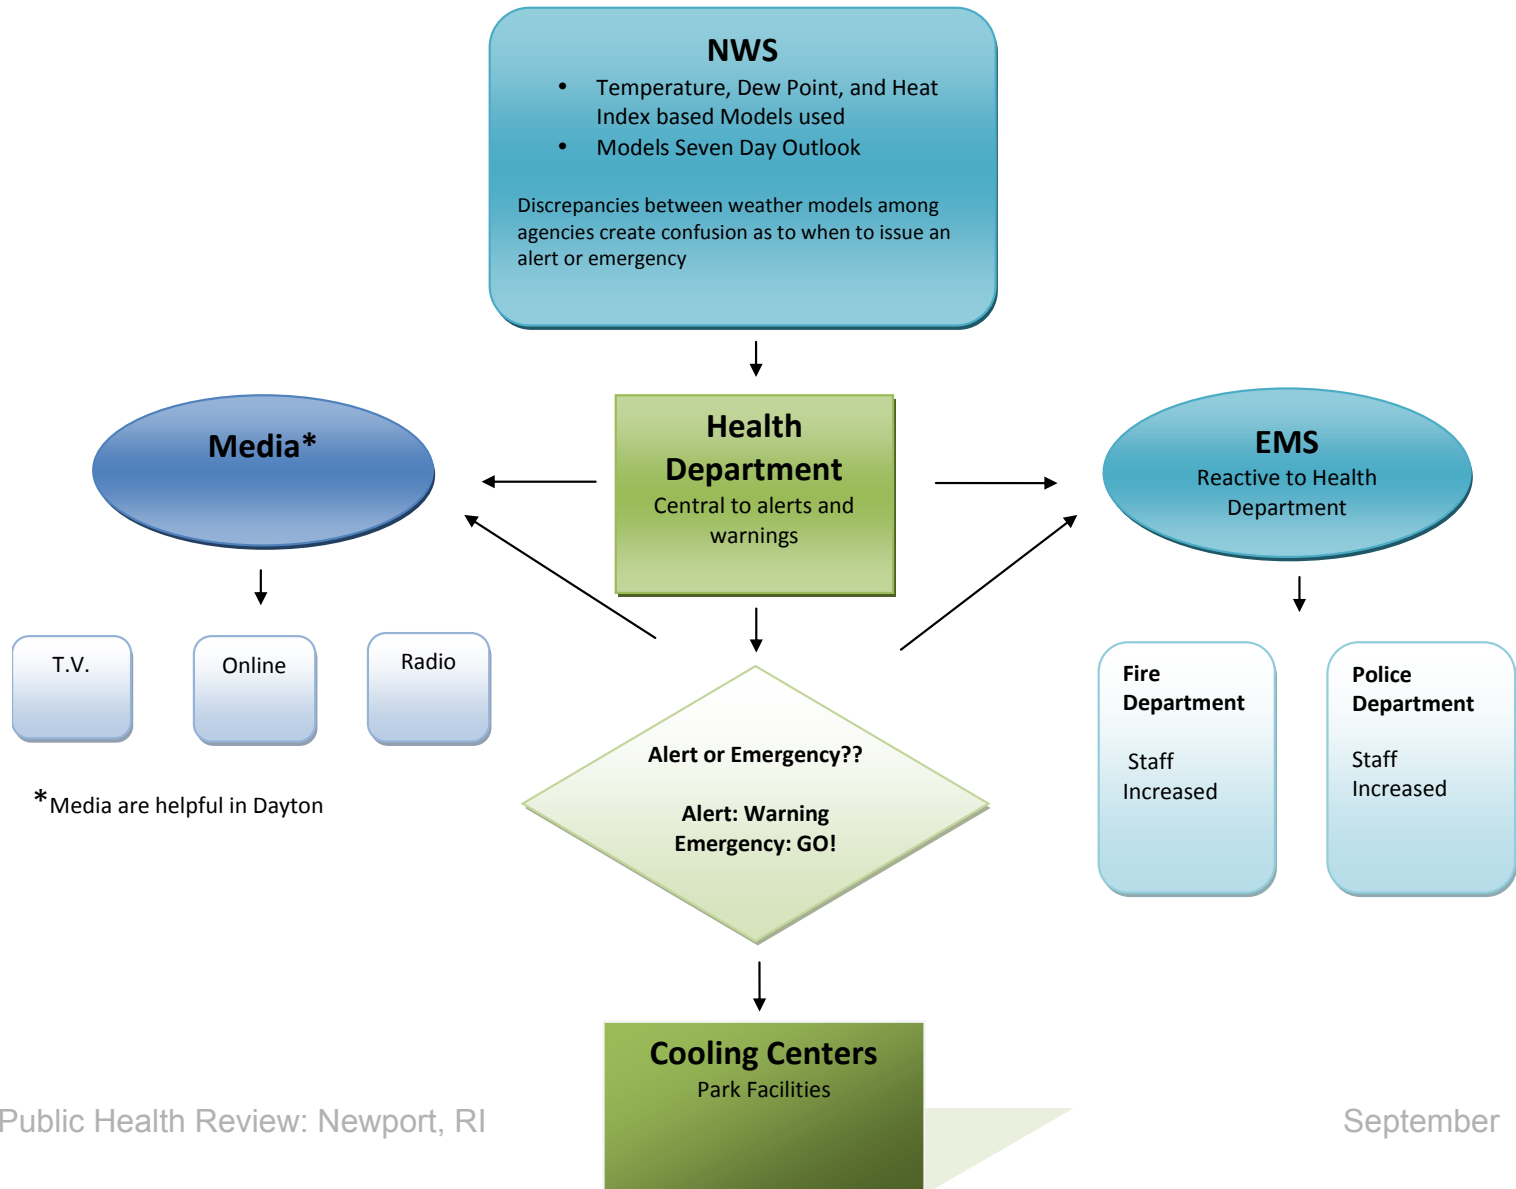 NWS
• Temperature, Dew Point, and Heat
Index based Models used
• Models Seven Day Outlook
Discrepancies between weather models among
agencies create confusion as to when to issue an
alert or emergency
Media*
Health
Department
Central to alerts and
warnings
EMS
Reactive to Health
Department
T.V.
Online
Radio
*Media are helpful in Dayton
Alert or Emergency??
Alert: Warning
Emergency: GO!
Fire
Department
Staff
Increased
Police
Department
Staff
Increased
Cooling Centers
Park Facilities
Public Health Review: Newport, RI
September